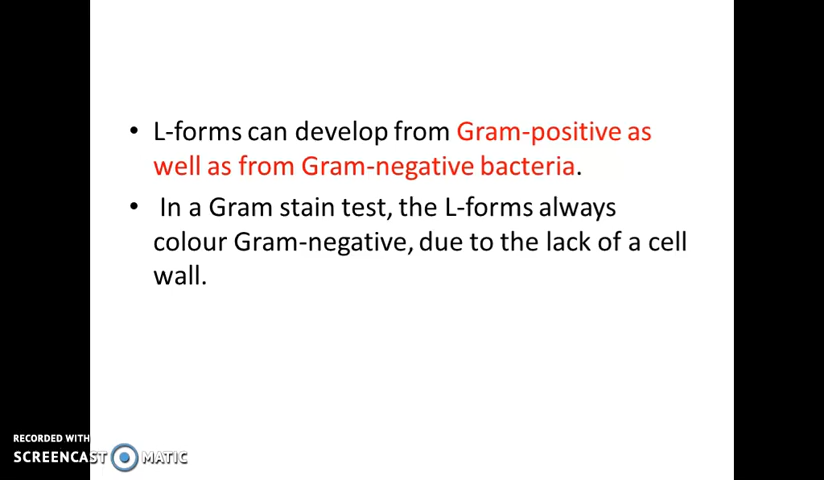 • L-forms can develop from Gram-positive as
well as from Gram-negative bacteria.
• In a Gram stain test, the L-forms always
colour Gram-negative, due to the lack of a cell
wall.
RECORDED WITH
SCREENCAST MATIC